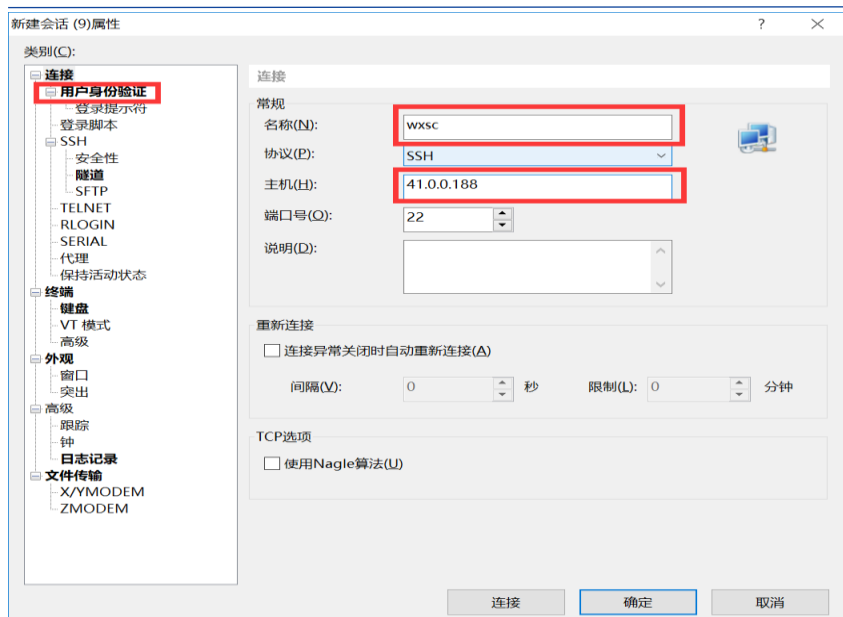 新建会话 (9)属性
?
类别(C):
连接
用户身份验证
登录提示符
登录脚本
SSH
安全性
隧道
SFTP
TELNET
RLOGIN
SERIAL
代理
保持活动状态
终端
键盘
VT 模式
高级
外观
窗口
突出
高级
跟踪
钟
日志记录
文件传输
X/YMODEM
ZMODEM
连接
常规
名称(N): wxsc
协议(P): SSH
主机(H): 41.0.0.188
端口号(O): 22
说明(D):
重新连接
连接异常关闭时自动重新连接(A)
间隔(V): 0 秒 限制(L): 0 分钟
TCP选项
使用Nagle算法(U)
连接 确定 取消